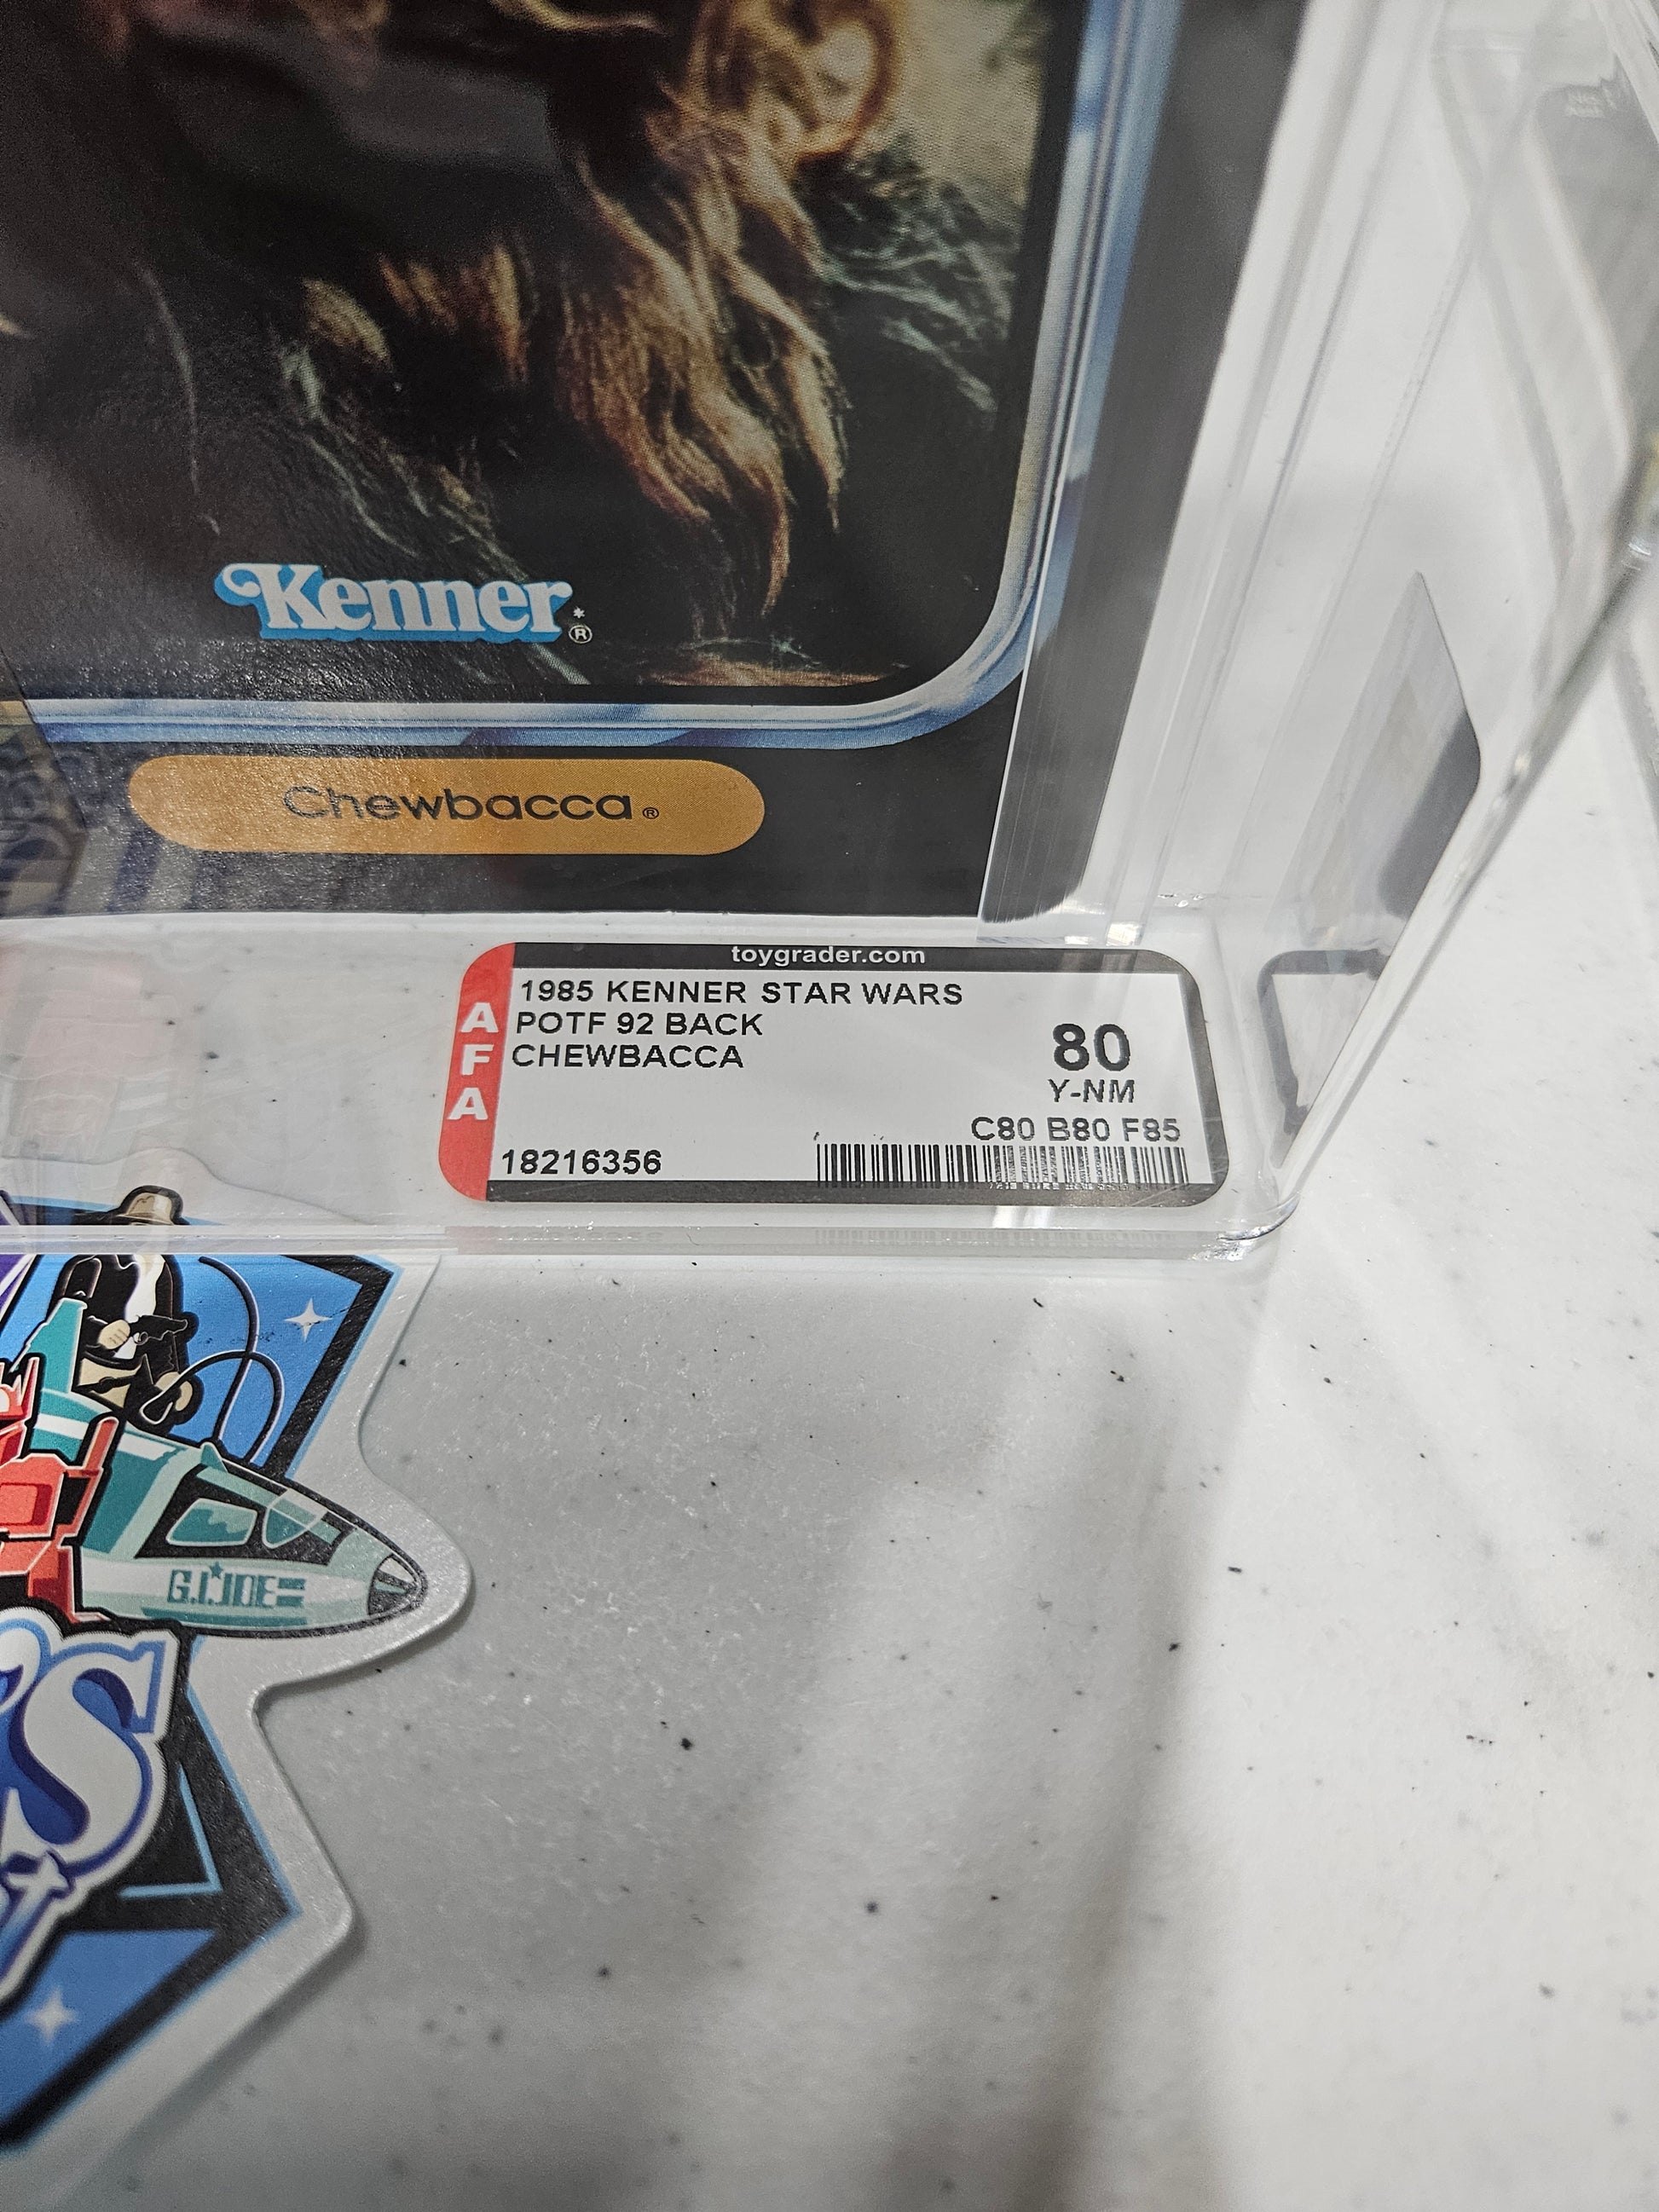 Kenner*®
Chewbacca®
toygrader.com
AFA
1985 KENNER STAR WARS
POTF 92 BACK
CHEWBACCA
80
Y-NM
C80 B80 F85
18216356
G.I.JOE